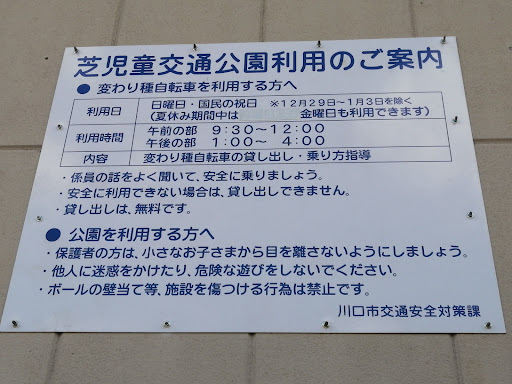 芝児童交通公園利用のご案内
● 変わり種自転車を利用する方へ
利用日 日曜日・国民の祝日 ※12月29日～1月3日を除く
(夏休み期間中は 金曜日も利用できます)
利用時間 午前の部 9:30～12:00
午後の部 1:00～ 4:00
内容 変わり種自転車の貸し出し・乗り方指導
・係員の話をよく聞いて、安全に乗りましょう。
・安全に利用できない場合は、貸し出しできません。
・貸し出しは、無料です。
● 公園を利用する方へ
・保護者の方は、小さなお子さまから目を離さないようにしましょう。
・他人に迷惑をかけたり、危険な遊びをしないでください。
・ボールの壁当て等、施設を傷つける行為は禁止です。
川口市交通安全対策課